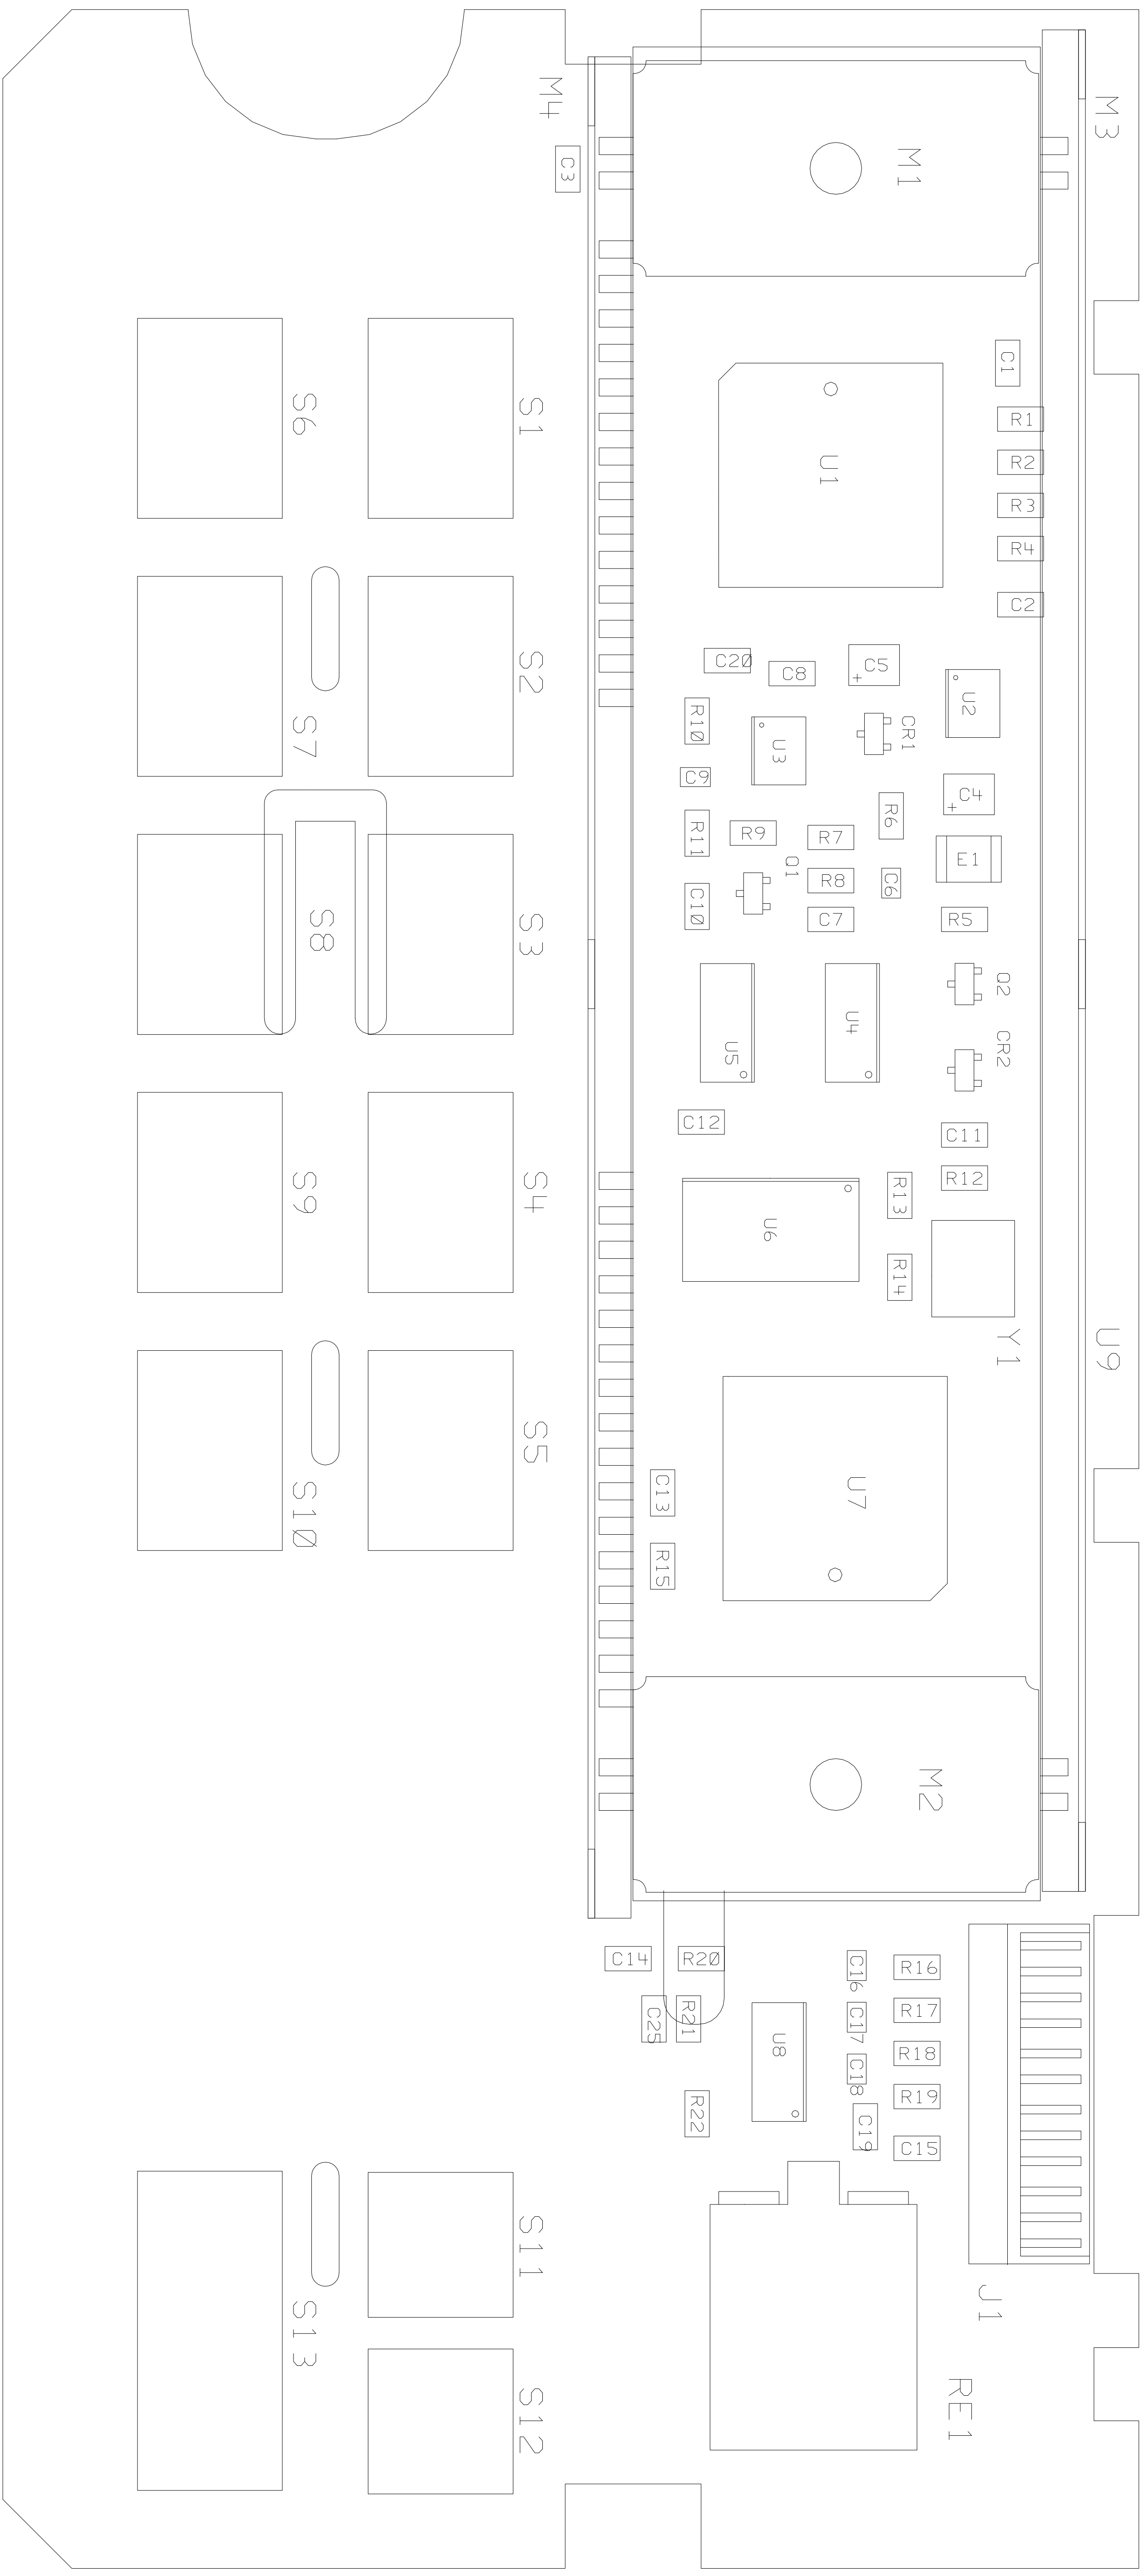 M4
M3
M1
C3
C1
S6
S1
R1
U1
R2
R3
R4
C2
C20
C8
C5
+
S2
U2
R10
S7
U3
CR1
C9
C4
+
R6
R11
R9
R7
E1
Q1
R8
C6
C10
C7
R5
S8
S3
Q2
U4
U5
CR2
C12
C11
R12
S9
S4
R13
U6
R14
Y1
U9
S5
C13
U7
S10
R15
M2
C14
R20
C16
R16
C25
R21
C17
R17
U8
C18
R18
R19
R22
C19
C15
S11
J1
S13
RE1
S12